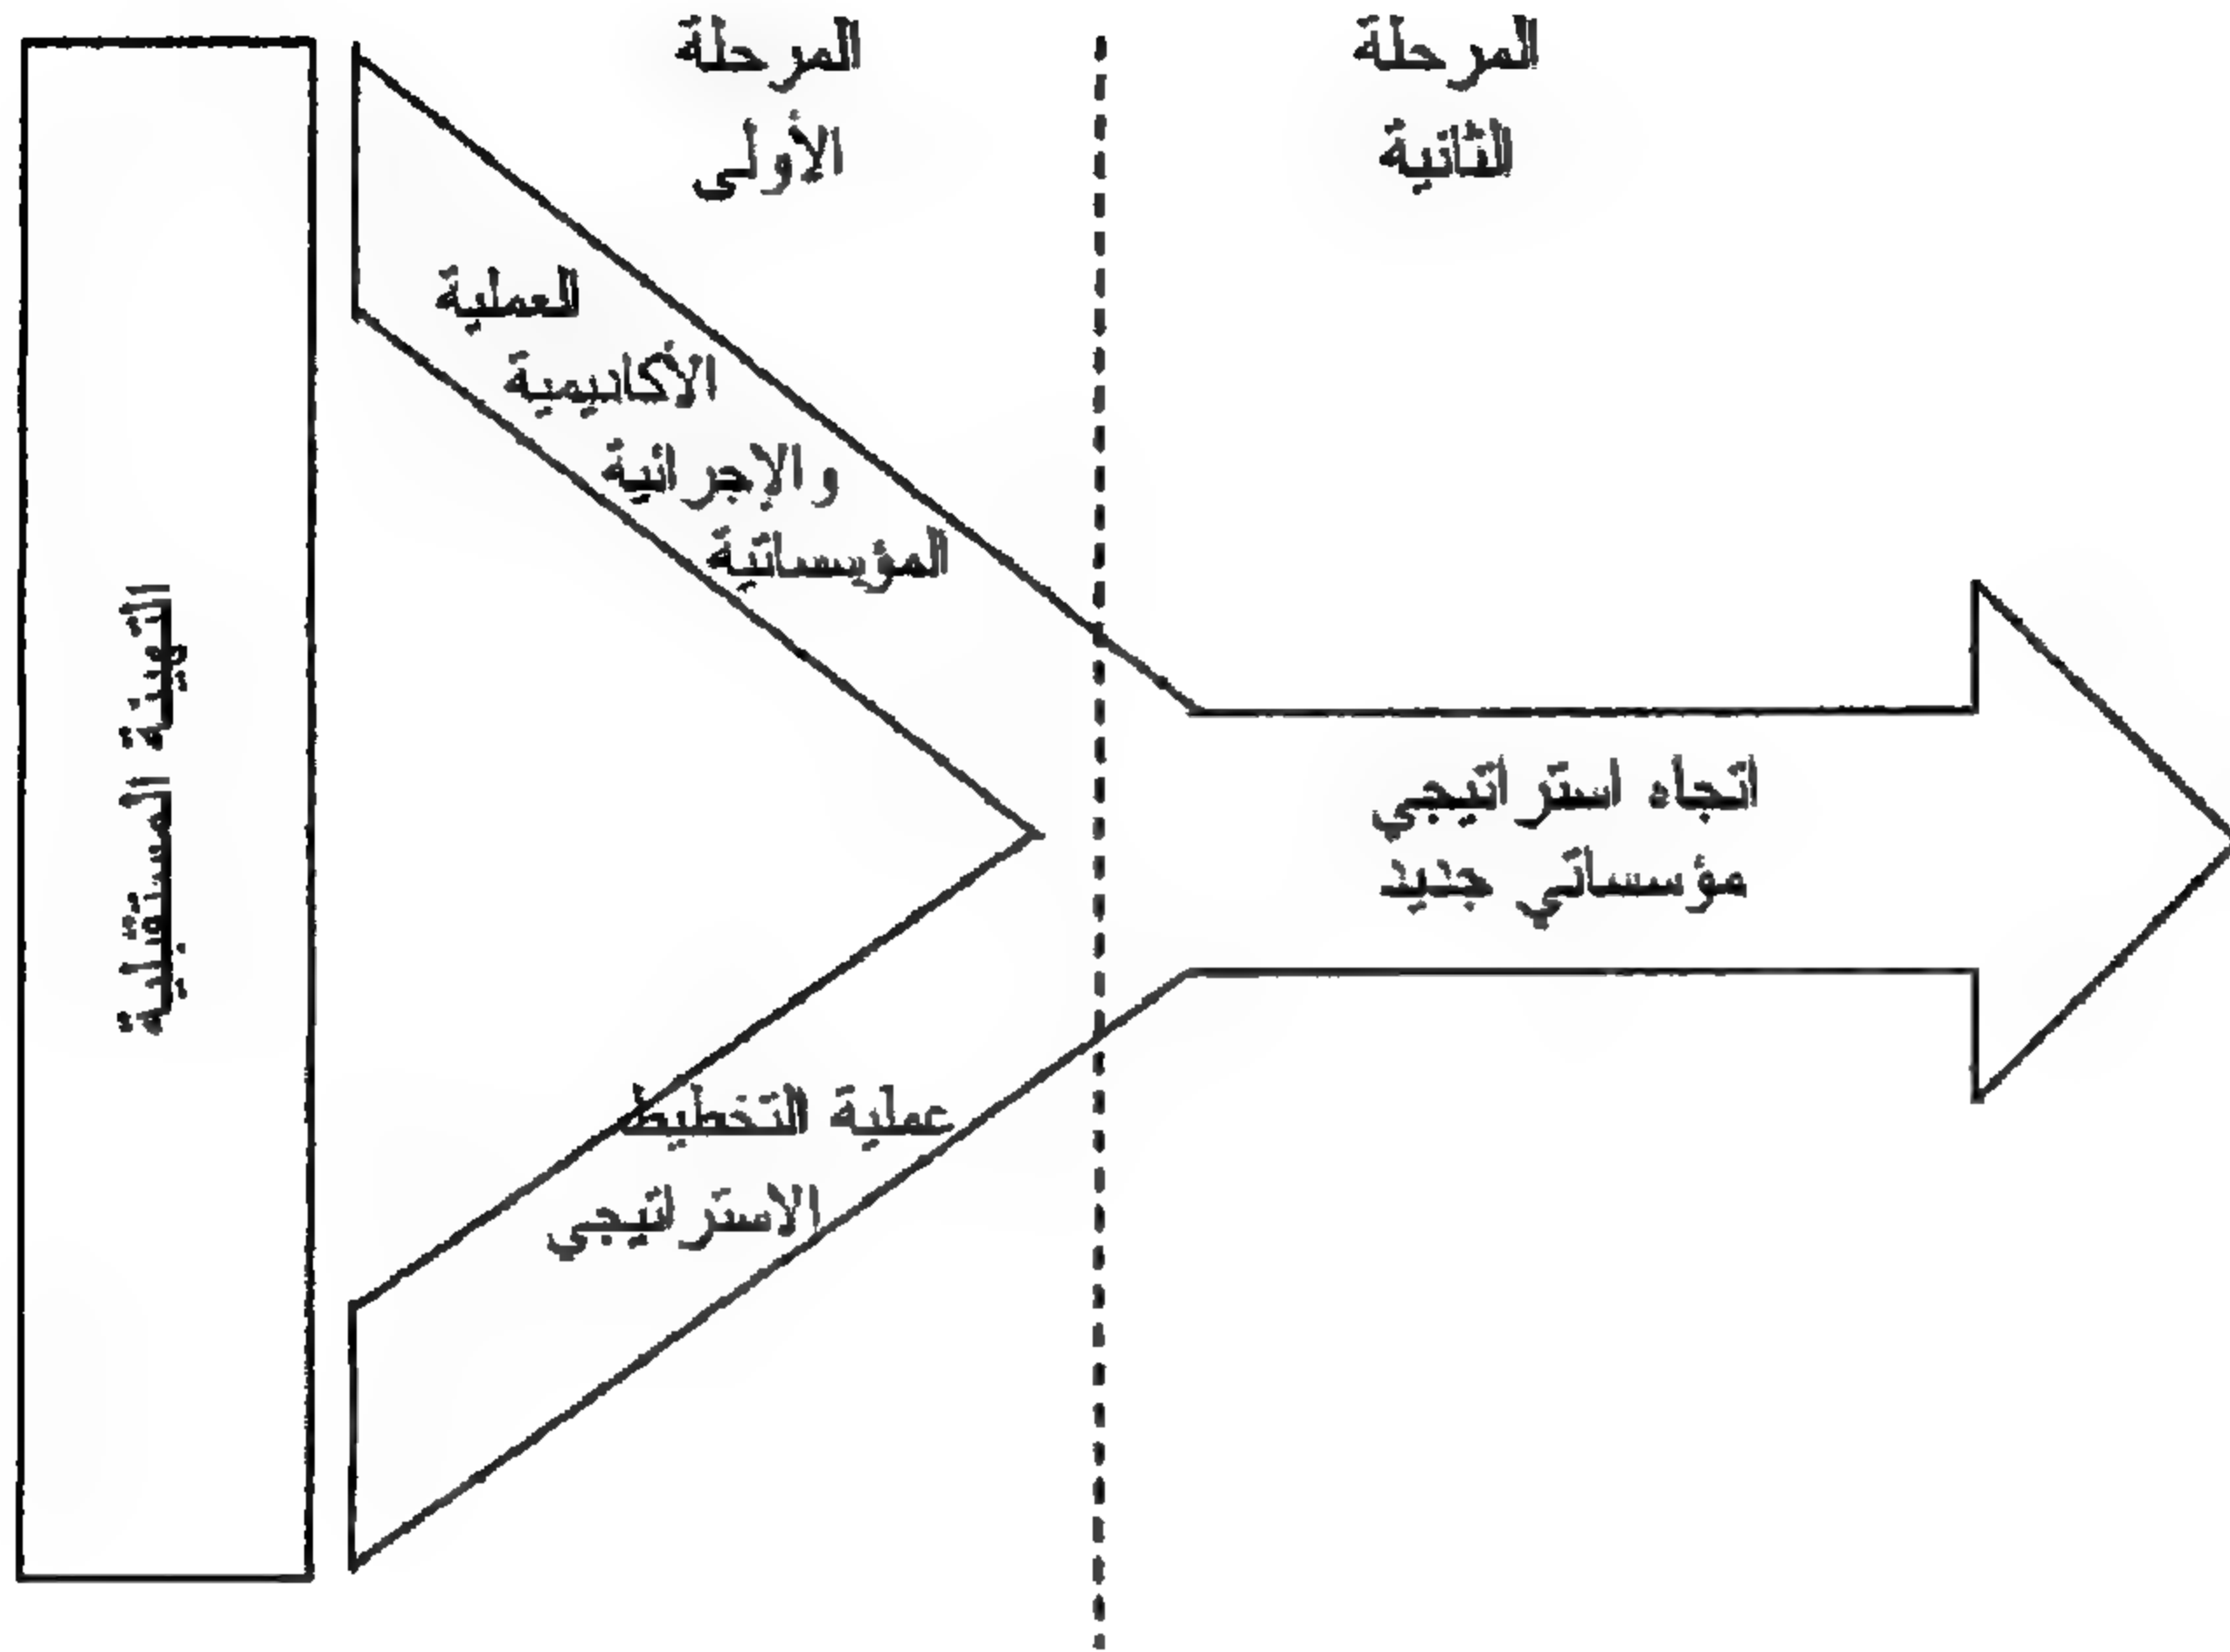 المرحلة
الأولى
المرحلة
الثانية
العملية
الأكاديمية
والإجرائية
المؤسساتية
التهيئة المستقبلية
اتجاه استراتيجي
مؤسساتي جديد
عملية التخطيط
الاستراتيجي